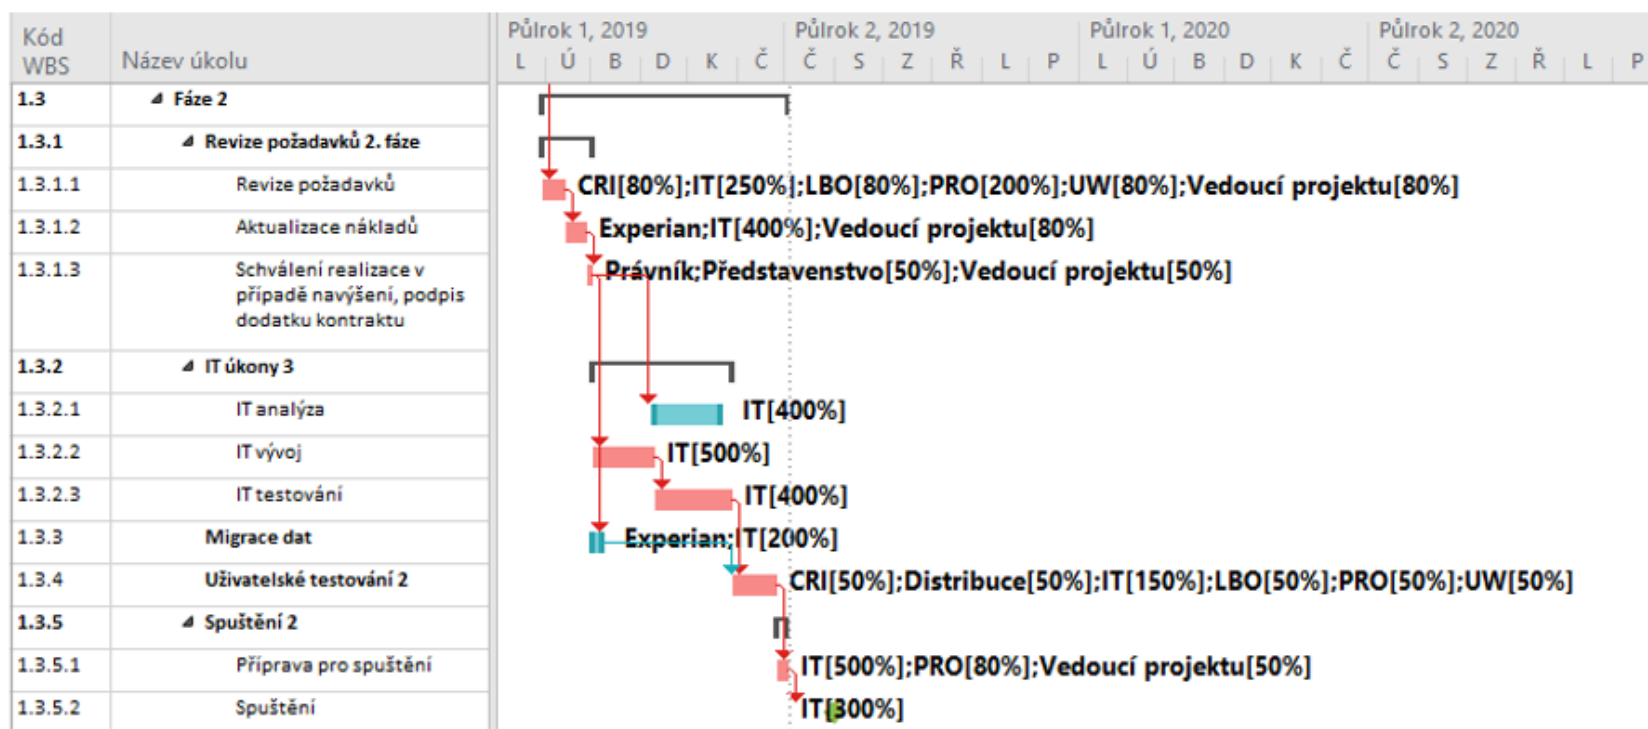 Kód WBS Název úkolu Půlrok 1, 2019 Půlrok 2, 2019 Půlrok 1, 2020 Půlrok 2, 2020
L Ú B D K Č Č S Z Ř L P L Ú B D K Č Č S Z Ř L P
1.3 Fáze 2
1.3.1 Revize požadavků 2. fáze
1.3.1.1 Revize požadavků CRI[80%];IT[250%];LBO[80%];PRO[200%];UW[80%];Vedoucí projektu[80%]
1.3.1.2 Aktualizace nákladů Experian;IT[400%];Vedoucí projektu[80%]
1.3.1.3 Schválení realizace v Právník;Představenstvo[50%];Vedoucí projektu[50%]
případě navýšení, podpis
dodatku kontraktu
1.3.2 IT úkony 3
1.3.2.1 IT analýza IT[400%]
1.3.2.2 IT vývoj IT[500%]
1.3.2.3 IT testování IT[400%]
1.3.3 Migrace dat Experian;IT[200%]
1.3.4 Uživatelské testování 2 CRI[50%];Distribuce[50%];IT[150%];LBO[50%];PRO[50%];UW[50%]
1.3.5 Spuštění 2
1.3.5.1 Příprava pro spuštění IT[500%];PRO[80%];Vedoucí projektu[50%]
1.3.5.2 Spuštění IT[300%]